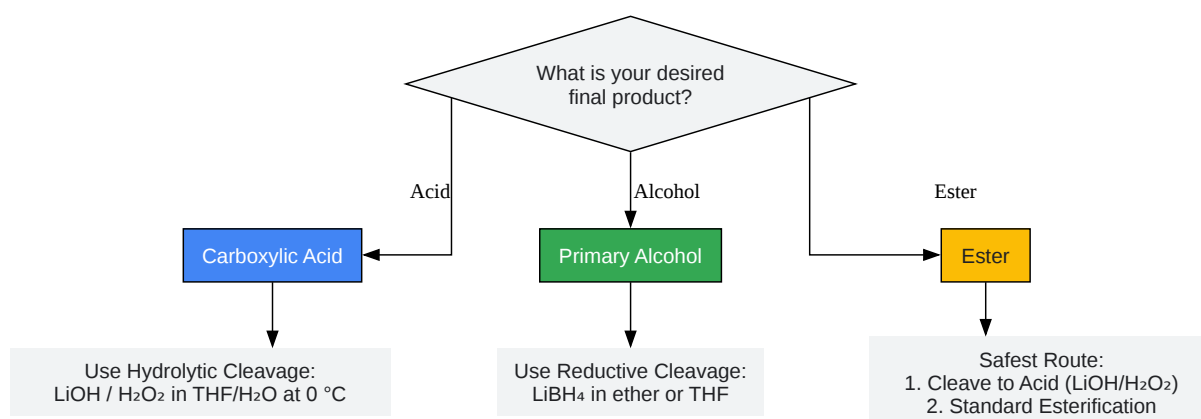 What is your desired
final product?
Acid
Alcohol
Ester
Carboxylic Acid
Primary Alcohol
Ester
Use Hydrolytic Cleavage:
LiOH / H₂O₂ in THF/H₂O at 0 °C
Use Reductive Cleavage:
LiBH₄ in ether or THF
Safest Route:
1. Cleave to Acid (LiOH/H₂O₂)
2. Standard Esterification